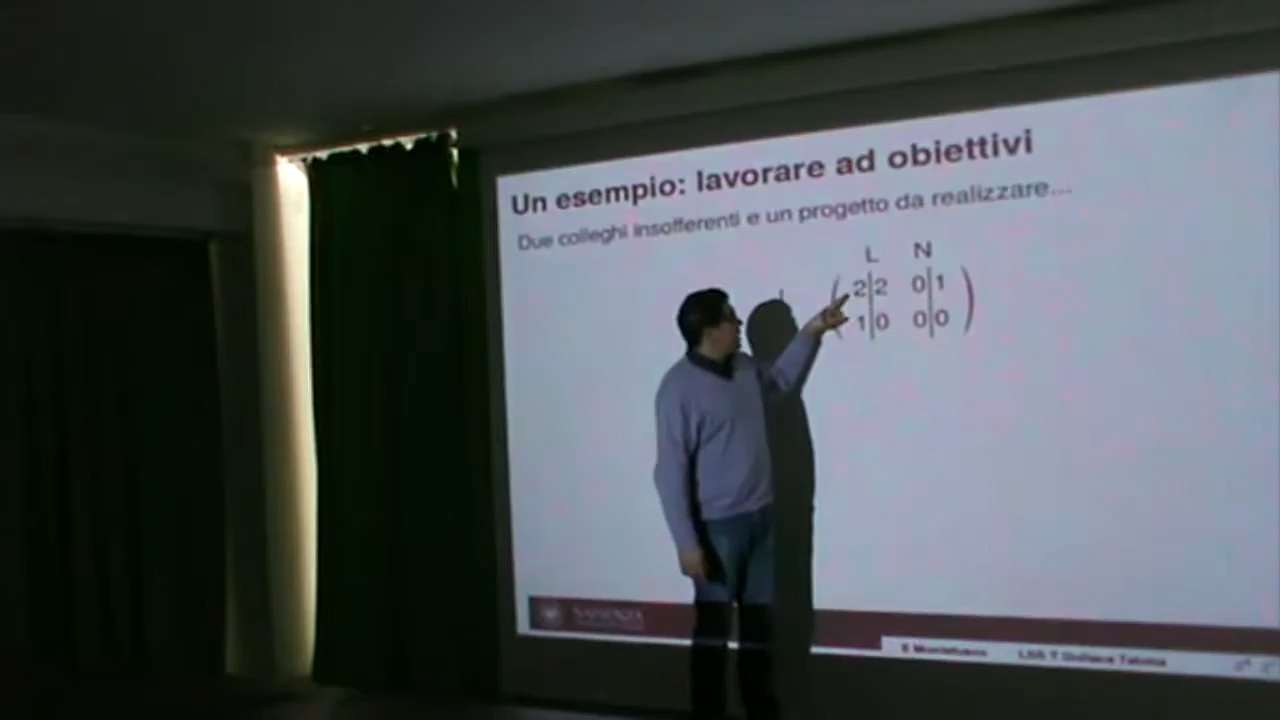 Un esempio: lavorare ad obiettivi
Due colleghi insofferenti e un progetto da realizzare...
L N
2|2 0|1
1|0 0|0
SAPIENZA